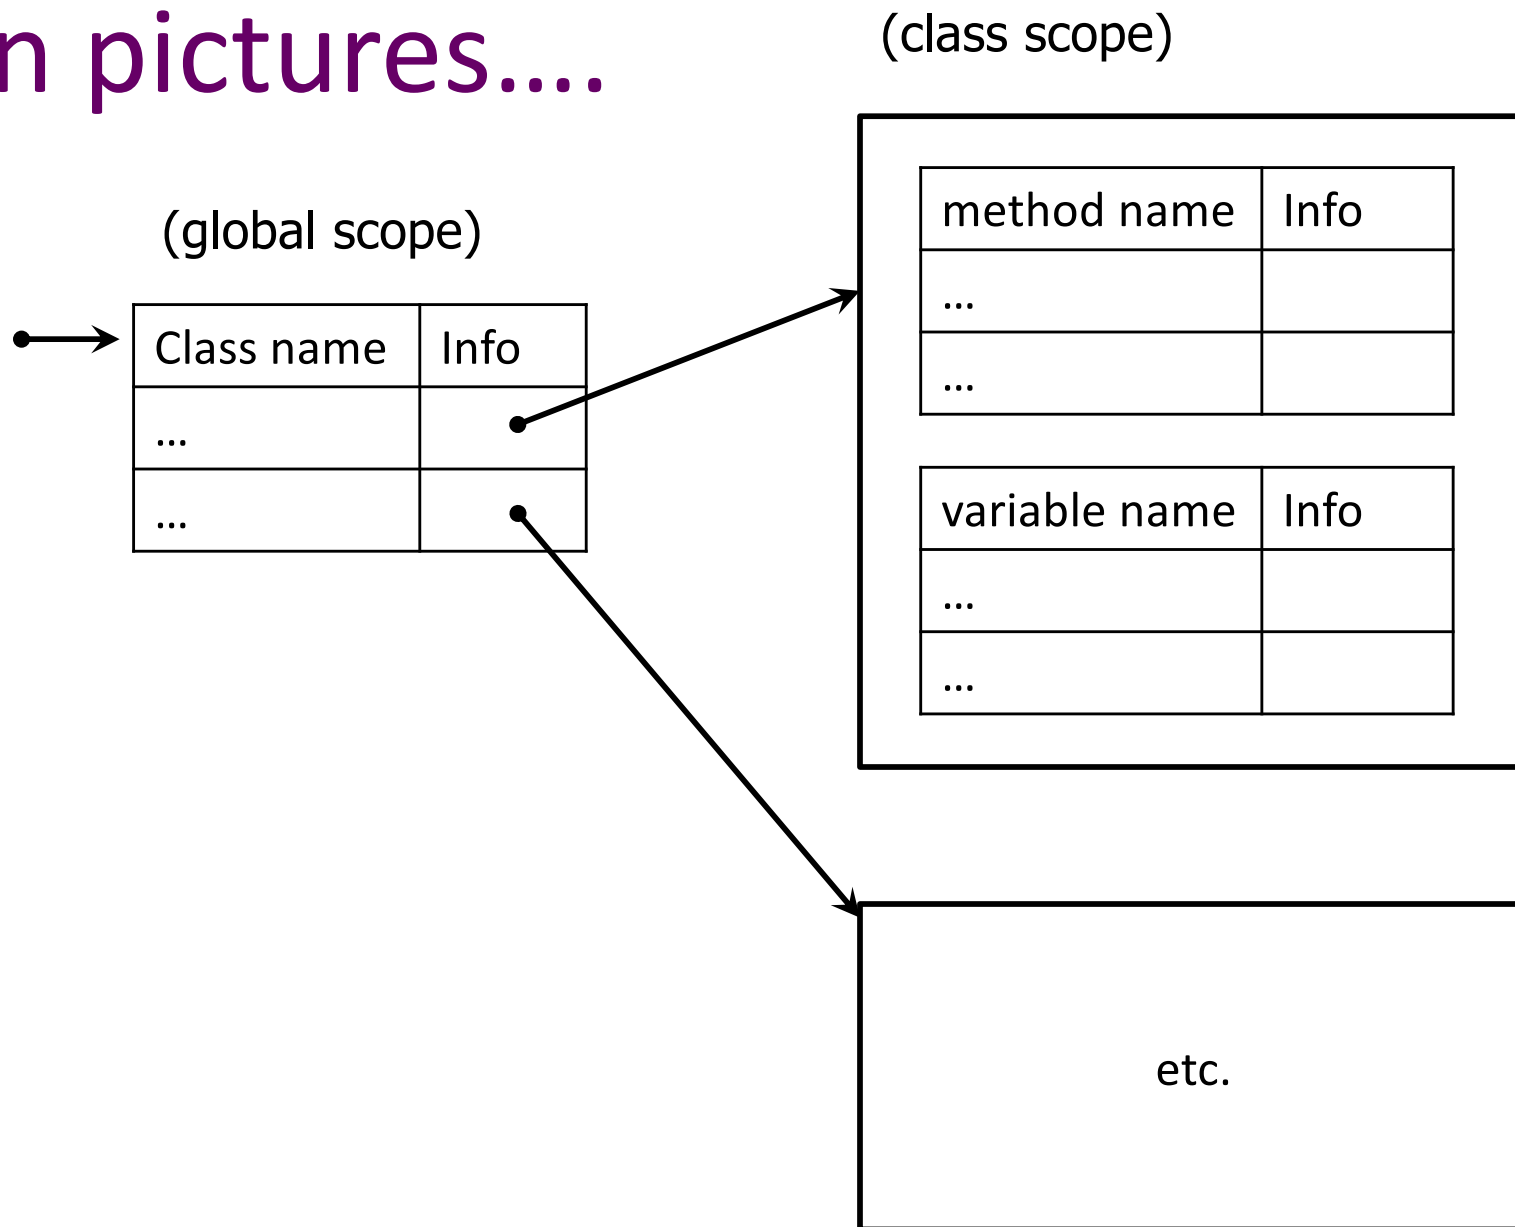 n pictures….
(class scope)
(global scope)
Class name Info
…
…
method name Info
…
…
variable name Info
…
…
etc.